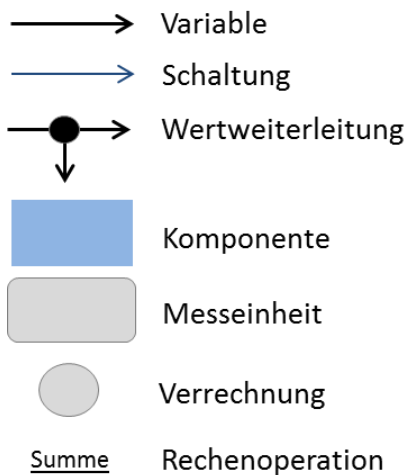 Variable
Schaltung
Wertweiterleitung
Komponente
Messeinheit
Verrechnung
Summe Rechenoperation